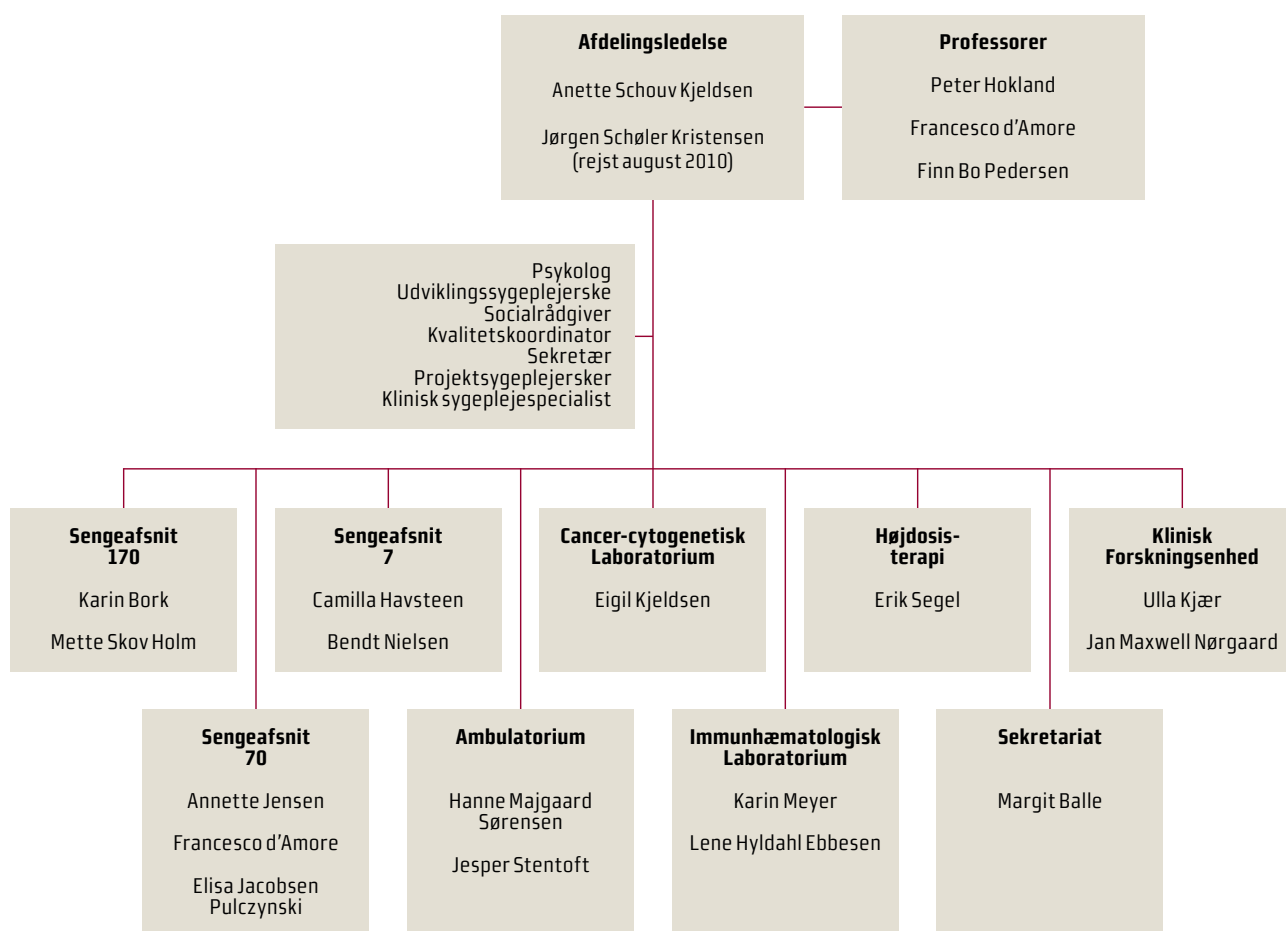 Afdelingsledelse
Anette Schouv Kjeldsen
Jørgen Schøler Kristensen
(rejst august 2010)
Professorer
Peter Hokland
Francesco d’Amore
Finn Bo Pedersen
Psykolog
Udviklingssygeplejerske
Socialrådgiver
Kvalitetskoordinator
Sekretær
Projektsygeplejersker
Klinisk sygeplejespecialist
Sengeafsnit
170
Karin Bork
Mette Skov Holm
Sengeafsnit
7
Camilla Havsteen
Bendt Nielsen
Cancer-cytogenetisk
Laboratorium
Eigil Kjeldsen
Højdosis-
terapi
Erik Segel
Klinisk
Forskningsenhed
Ulla Kjær
Jan Maxwell Nørgaard
Sengeafsnit
70
Annette Jensen
Francesco d’Amore
Elisa Jacobsen
Pulczynski
Ambulatorium
Hanne Majgaard
Sørensen
Jesper Stentoft
Immunhæmatologisk
Laboratorium
Karin Meyer
Lene Hyldahl Ebbesen
Sekretariat
Margit Balle